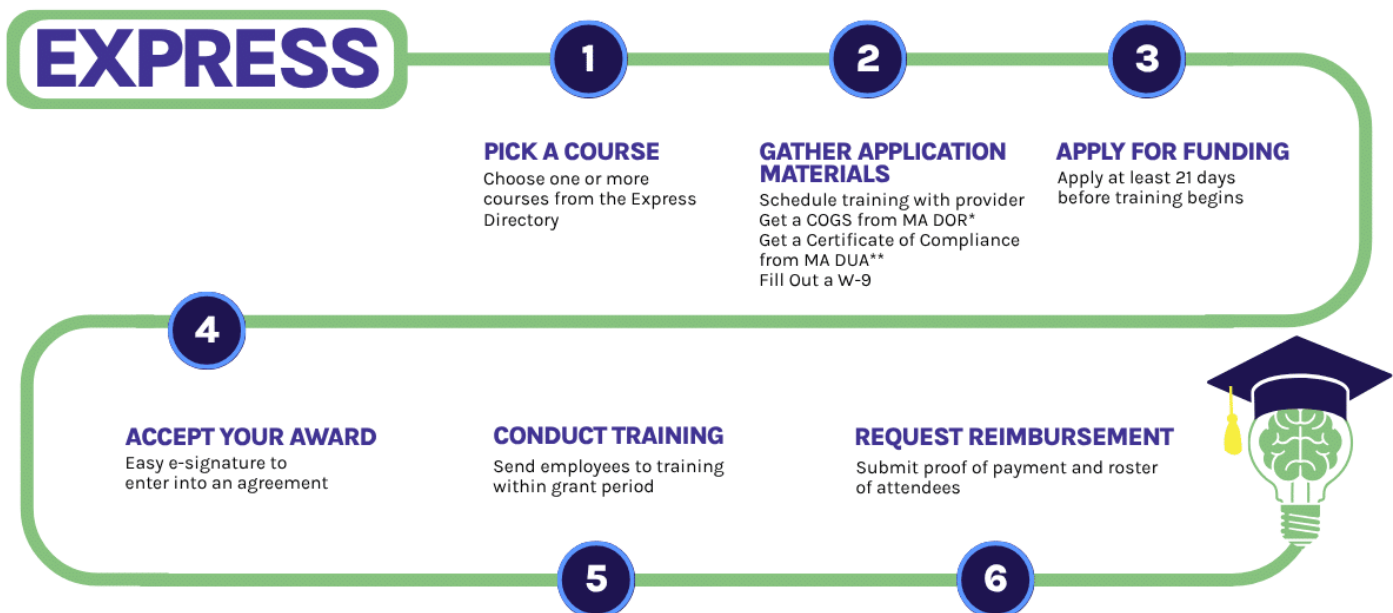 EXPRESS
1
2
3
PICK A COURSE
Choose one or more
courses from the Express
Directory
GATHER APPLICATION
MATERIALS
Schedule training with provider
Get a COGS from MA DOR*
Get a Certificate of Compliance
from MA DUA**
Fill Out a W-9
APPLY FOR FUNDING
Apply at least 21 days
before training begins
4
ACCEPT YOUR AWARD
Easy e-signature to
enter into an agreement
CONDUCT TRAINING
Send employees to training
within grant period
REQUEST REIMBURSEMENT
Submit proof of payment and roster
of attendees
5
6